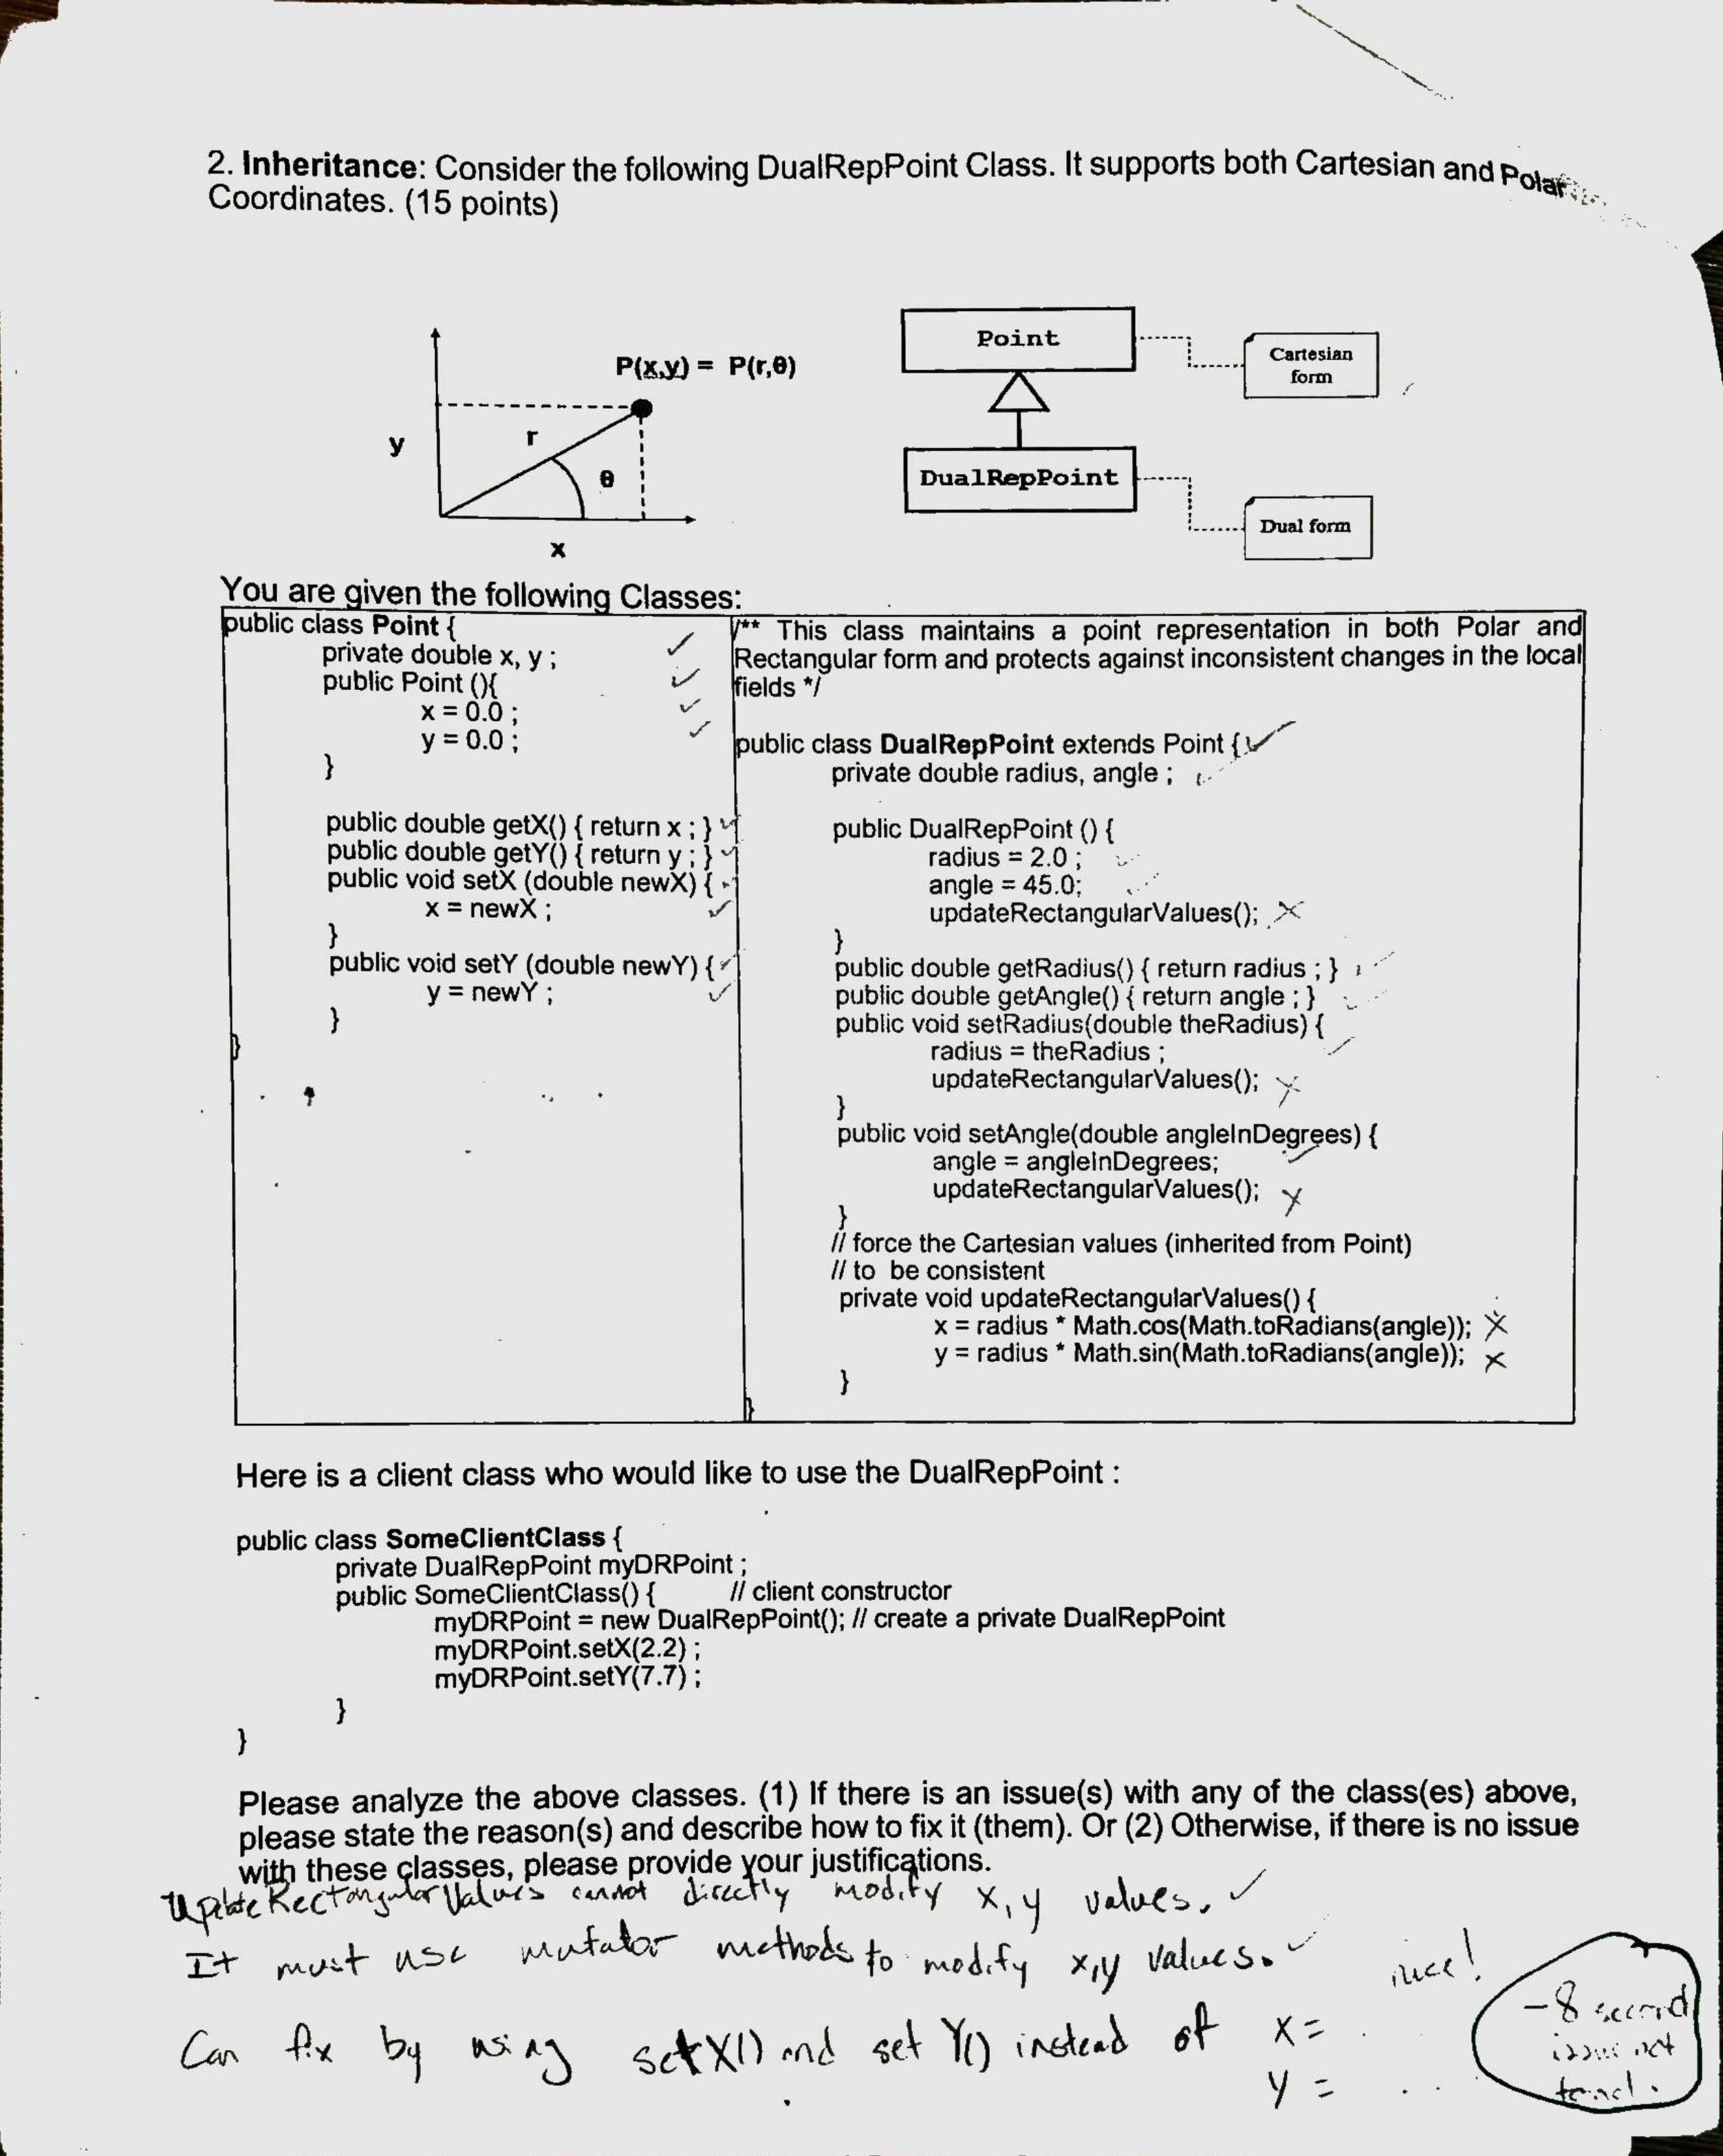 2. Inheritance: Consider the following DualRepPoint Class. It supports both Cartesian and Polar
Coordinates. (15 points)
P(x,y) = P(r,θ)
y
r
θ
x
Point
Cartesian
form
DualRepPoint
Dual form
You are given the following Classes:
public class Point {
private double x, y ;
public Point (){
x = 0.0 ;
y = 0.0 ;
}
public double getX() { return x ; }
public double getY() { return y ; }
public void setX (double newX) {
x = newX ;
}
public void setY (double newY) {
y = newY ;
}
}
/** This class maintains a point representation in both Polar and
Rectangular form and protects against inconsistent changes in the local
fields */
public class DualRepPoint extends Point {
private double radius, angle ;
public DualRepPoint () {
radius = 2.0 ;
angle = 45.0;
updateRectangularValues();
}
public double getRadius() { return radius ; }
public double getAngle() { return angle ; }
public void setRadius(double theRadius) {
radius = theRadius ;
updateRectangularValues();
}
public void setAngle(double angleInDegrees) {
angle = angleInDegrees;
updateRectangularValues();
}
// force the Cartesian values (inherited from Point)
// to be consistent
private void updateRectangularValues() {
x = radius * Math.cos(Math.toRadians(angle));
y = radius * Math.sin(Math.toRadians(angle));
}
}
Here is a client class who would like to use the DualRepPoint :
public class SomeClientClass {
private DualRepPoint myDRPoint ;
public SomeClientClass() { // client constructor
myDRPoint = new DualRepPoint(); // create a private DualRepPoint
myDRPoint.setX(2.2) ;
myDRPoint.setY(7.7) ;
}
}
Please analyze the above classes. (1) If there is an issue(s) with any of the class(es) above,
please state the reason(s) and describe how to fix it (them). Or (2) Otherwise, if there is no issue
with these classes, please provide your justifications.
UpdateRectangularValues cannot directly modify x, y values.
It must use mutator methods to modify x,y values.
nice!
Can fix by using setX() and set Y() instead of x = .
y = . .
-8 second
issue not